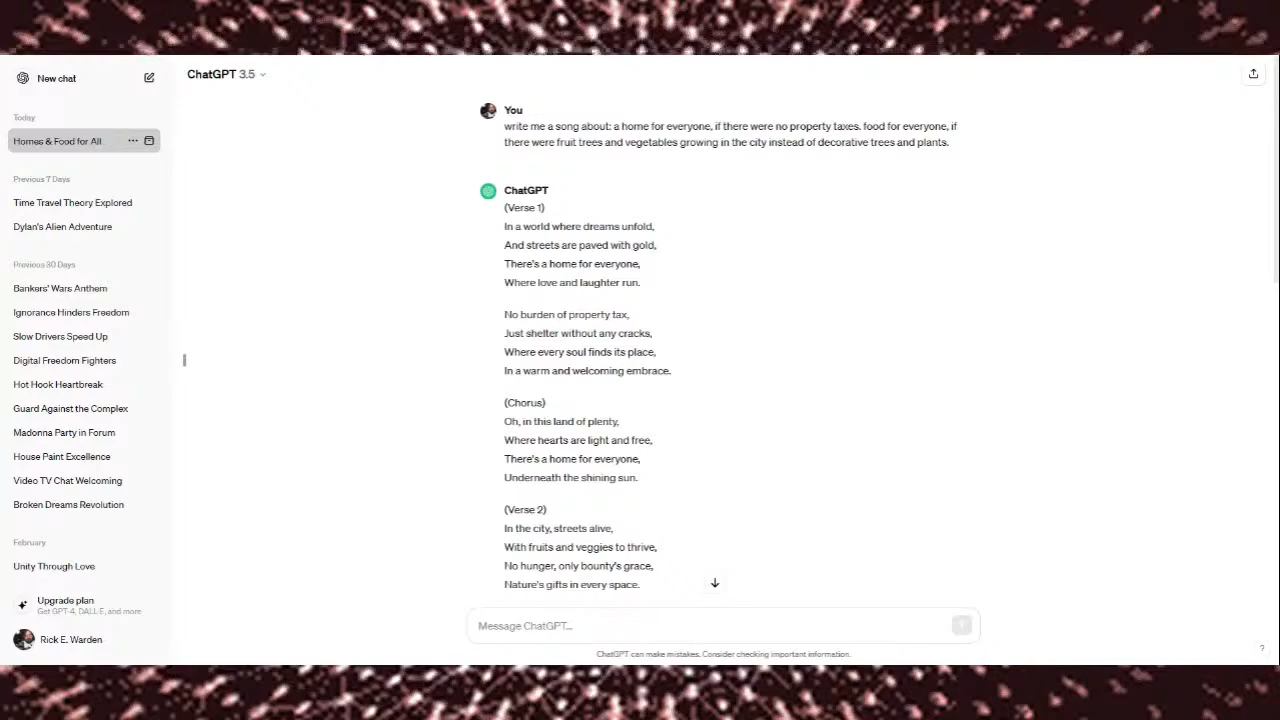 New chat
ChatGPT 3.5
Today
Homes & Food for All
Previous 7 Days
Time Travel Theory Explored
Dylan's Alien Adventure
Previous 30 Days
Bankers' Wars Anthem
Ignorance Hinders Freedom
Slow Drivers Speed Up
Digital Freedom Fighters
Hot Hook Heartbreak
Guard Against the Complex
Madonna Party in Forum
House Paint Excellence
Video TV Chat Welcoming
Broken Dreams Revolution
February
Unity Through Love
Upgrade plan
Get GPT-4, DALL·E, and more
Rick E. Warden
You
write me a song about: a home for everyone, if there were no property taxes. food for everyone, if
there were fruit trees and vegetables growing in the city instead of decorative trees and plants.
ChatGPT
(Verse 1)
In a world where dreams unfold,
And streets are paved with gold,
There's a home for everyone,
Where love and laughter run.
No burden of property tax,
Just shelter without any cracks,
Where every soul finds its place,
In a warm and welcoming embrace.
(Chorus)
Oh, in this land of plenty,
Where hearts are light and free,
There's a home for everyone,
Underneath the shining sun.
(Verse 2)
In the city, streets alive,
With fruits and veggies to thrive,
No hunger, only bounty's grace,
Nature's gifts in every space.
Message ChatGPT...
ChatGPT can make mistakes. Consider checking important information.
?